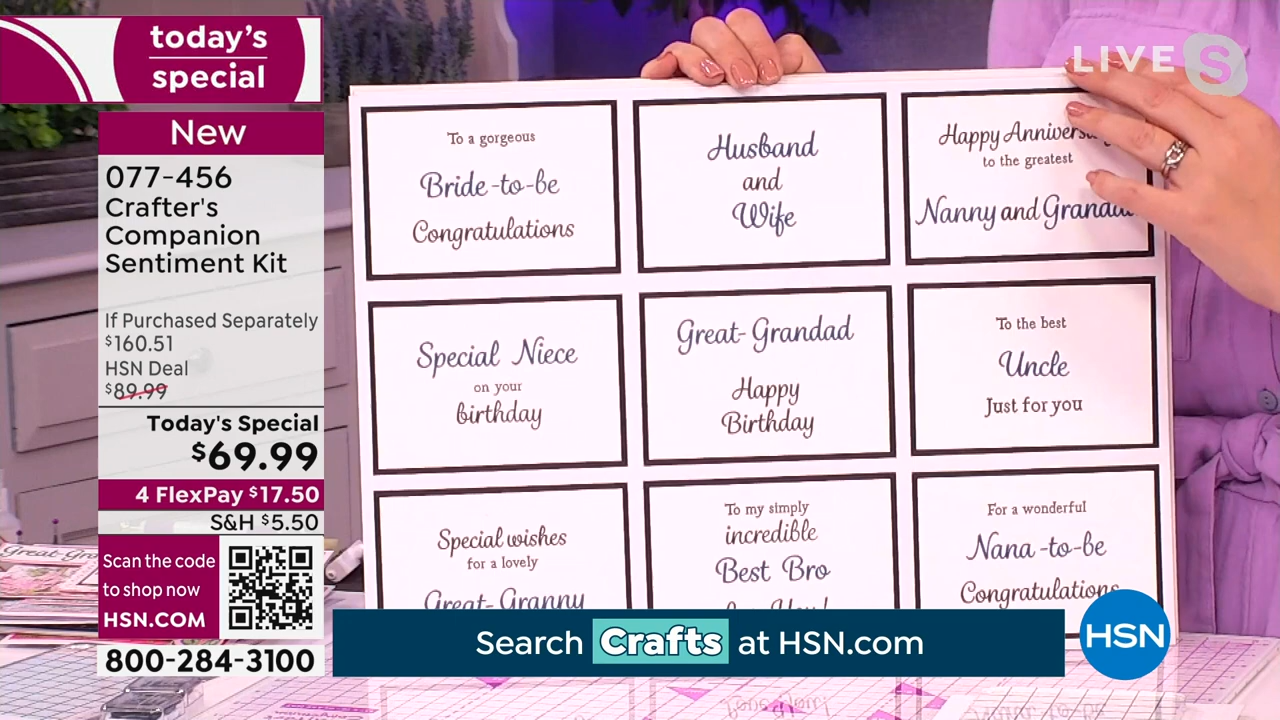 today's
special
New
077-456
Crafter's
Companion
Sentiment Kit
If Purchased Separately
$160.51
HSN Deal
$89.99
Today's Special
$69.99
4 FlexPay $17.50
S&H $5.50
Scan the code
to shop now
HSN.COM
800-284-3100
LIVE S
To a gorgeous
Bride-to-be
Congratulations
Husband
and
Wife
Happy
to the greatest
Nanny and
Special Niece
on your
birthday
Great-Grandad
Happy
Birthday
To the best
Uncle
Just for you
Special wishes
for a lovely
Great-Granny
To my simply
incredible
Best Bro
For a wonderful
Nana-to-be
Congratulations
Search Crafts at HSN.com
HSN